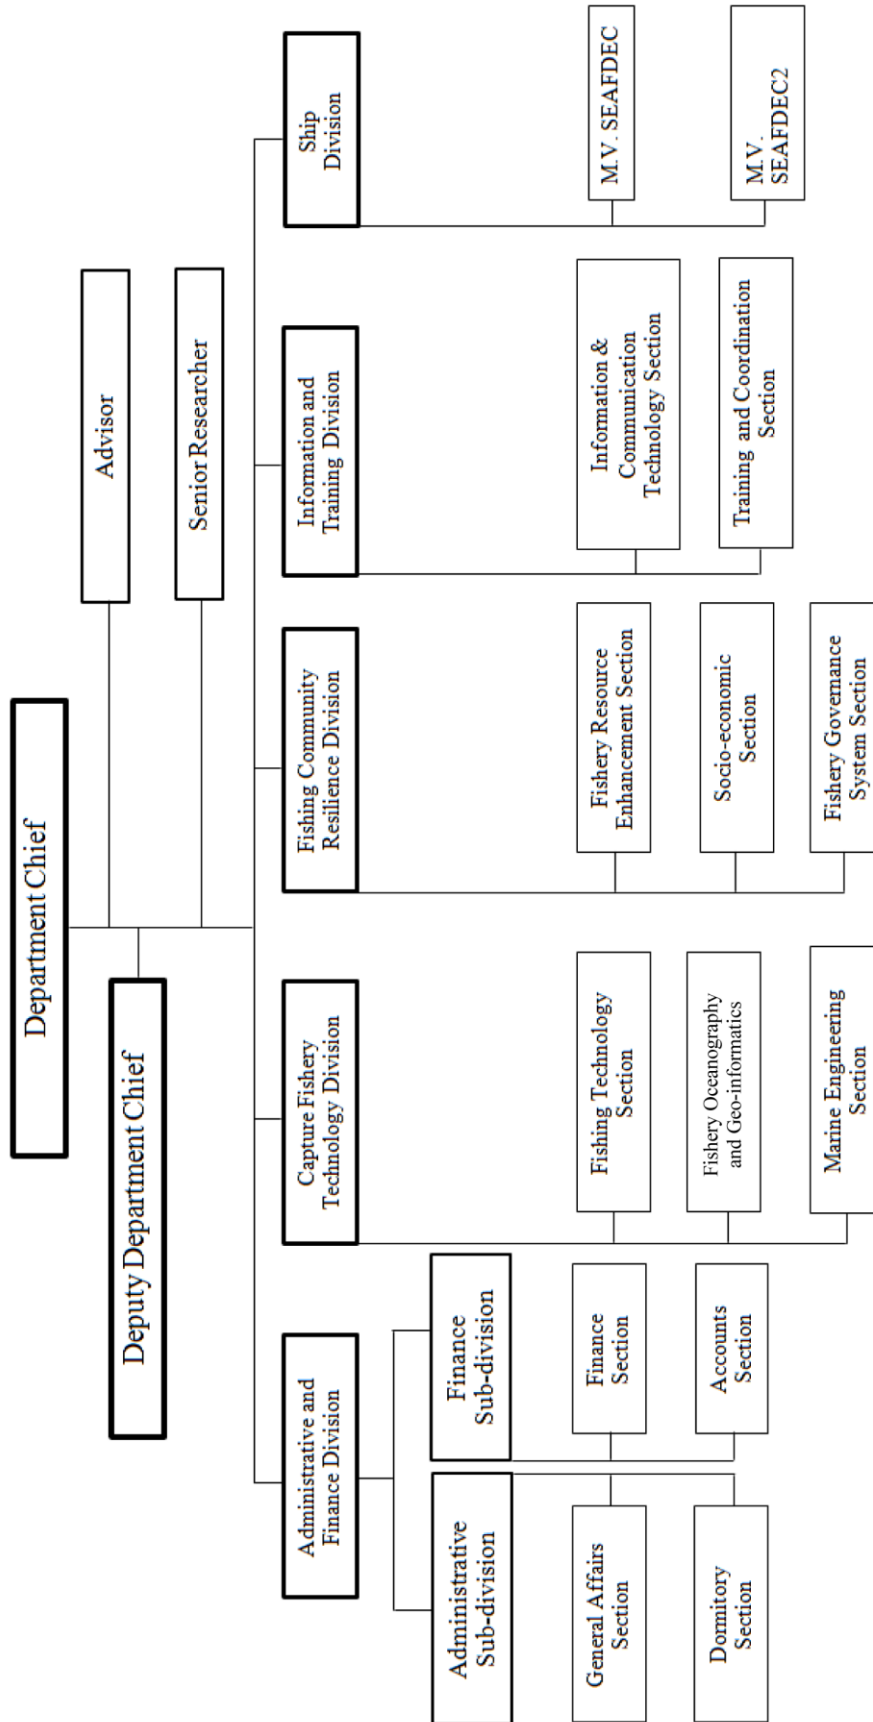 Department Chief
Deputy Department Chief
Advisor
Senior Researcher
Administrative and
Finance Division
Capture Fishery
Technology Division
Fishing Community
Resilience Division
Information and
Training Division
Ship
Division
Administrative
Sub-division
Finance
Sub-division
General Affairs
Section
Finance
Section
Fishing Technology
Section
Fishery Resource
Enhancement Section
Information &
Communication
Technology Section
M.V. SEAFDEC
Dormitory
Section
Accounts
Section
Fishery Oceanography
and Geo-informatics
Socio-economic
Section
Training and Coordination
Section
M.V.
SEAFDEC2
Marine Engineering
Section
Fishery Governance
System Section